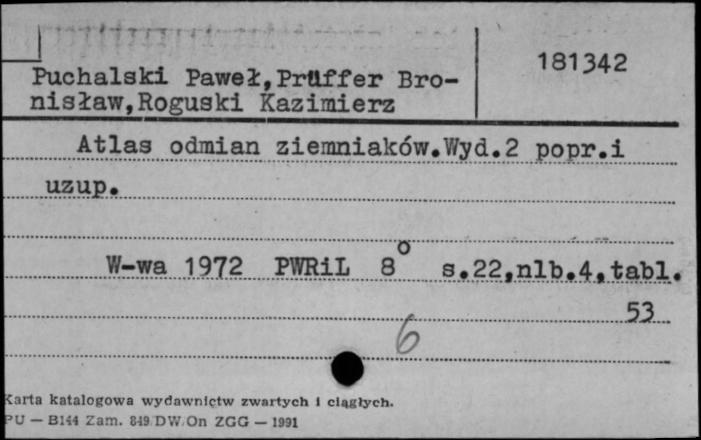 181342
Puchalski Paweł,Prüffer Bro-
nisław,Roguski Kazimierz
Atlas odmian ziemniaków.Wyd.2 popr.i
uzup.
W-wa 1972 PWRiL 8° s.22,nlb.4,tabl.
53
6
Karta katalogowa wydawnictw zwartych i ciągłych.
PU — B144 Zam. 849 DW/On ZGG — 1991